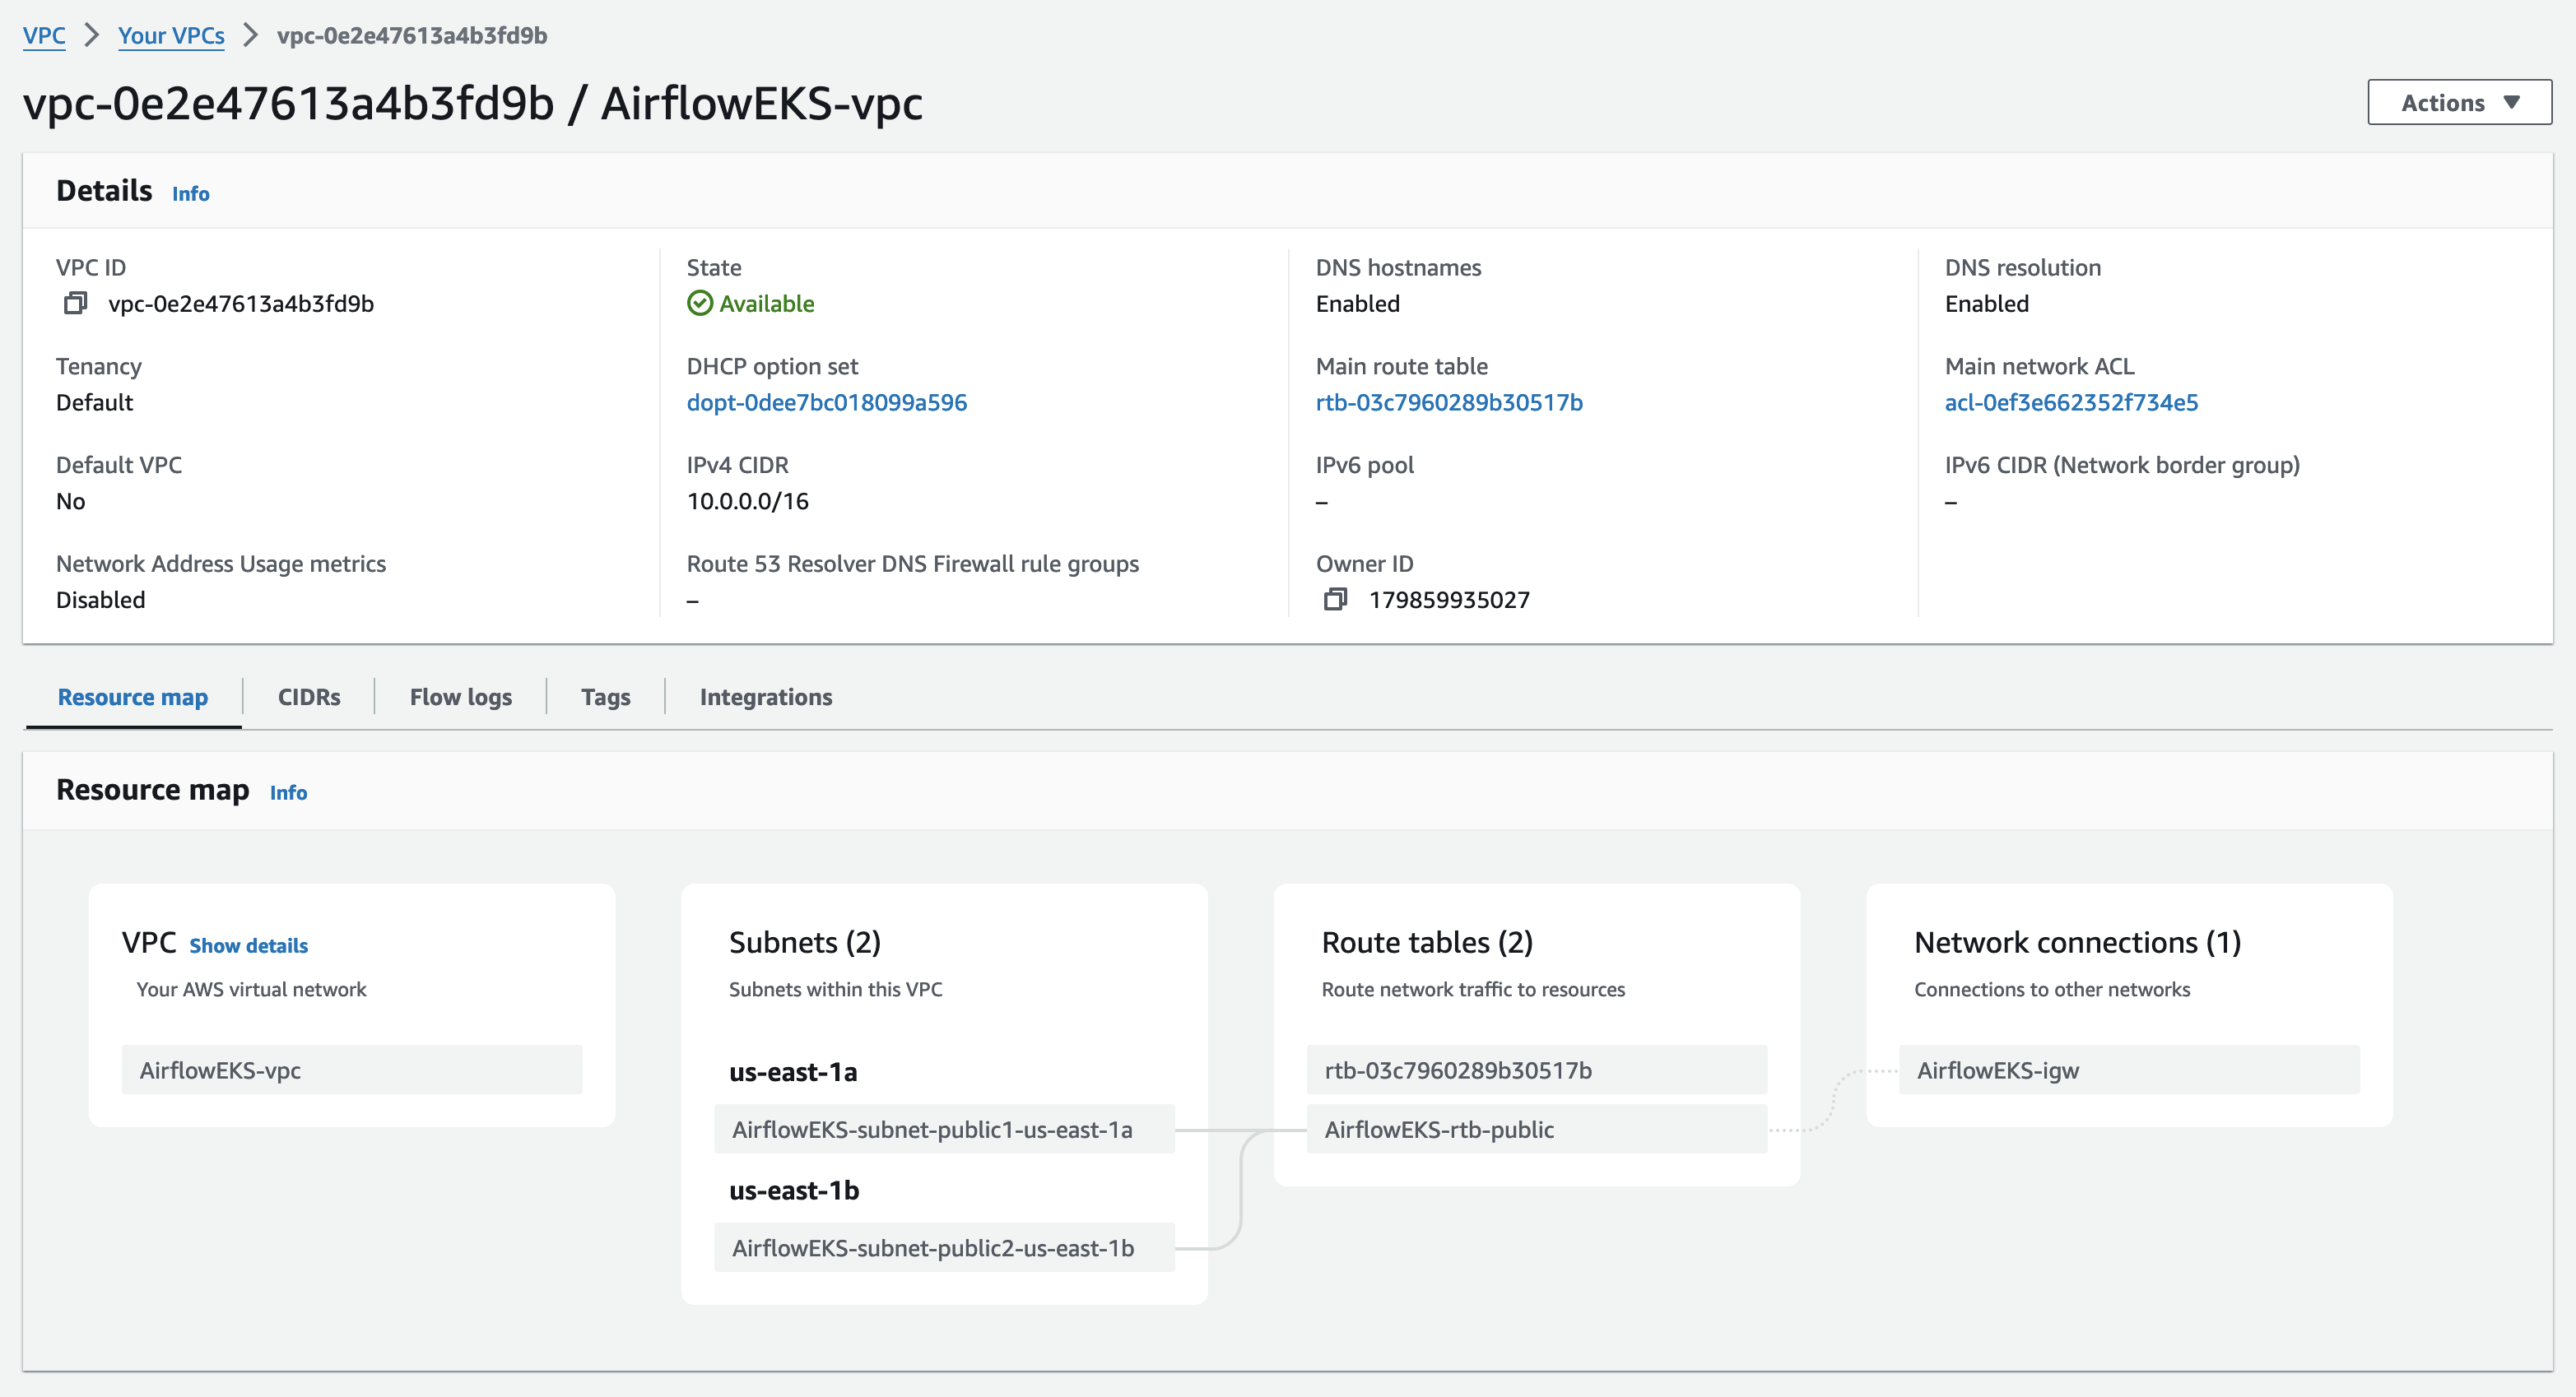 VPC > Your VPCs > vpc-0e2e47613a4b3fd9b
vpc-0e2e47613a4b3fd9b / AirflowEKS-vpc
Actions
Details Info
VPC ID
vpc-0e2e47613a4b3fd9b
State
Available
DNS hostnames
Enabled
DNS resolution
Enabled
Tenancy
Default
DHCP option set
dopt-0dee7bc018099a596
Main route table
rtb-03c7960289b30517b
Main network ACL
acl-0ef3e662352f734e5
Default VPC
No
IPv4 CIDR
10.0.0.0/16
IPv6 pool
–
IPv6 CIDR (Network border group)
–
Network Address Usage metrics
Disabled
Route 53 Resolver DNS Firewall rule groups
–
Owner ID
179859935027
Resource map
CIDRs
Flow logs
Tags
Integrations
Resource map Info
VPC Show details
Your AWS virtual network
AirflowEKS-vpc
Subnets (2)
Subnets within this VPC
us-east-1a
AirflowEKS-subnet-public1-us-east-1a
us-east-1b
AirflowEKS-subnet-public2-us-east-1b
Route tables (2)
Route network traffic to resources
rtb-03c7960289b30517b
AirflowEKS-rtb-public
Network connections (1)
Connections to other networks
AirflowEKS-igw